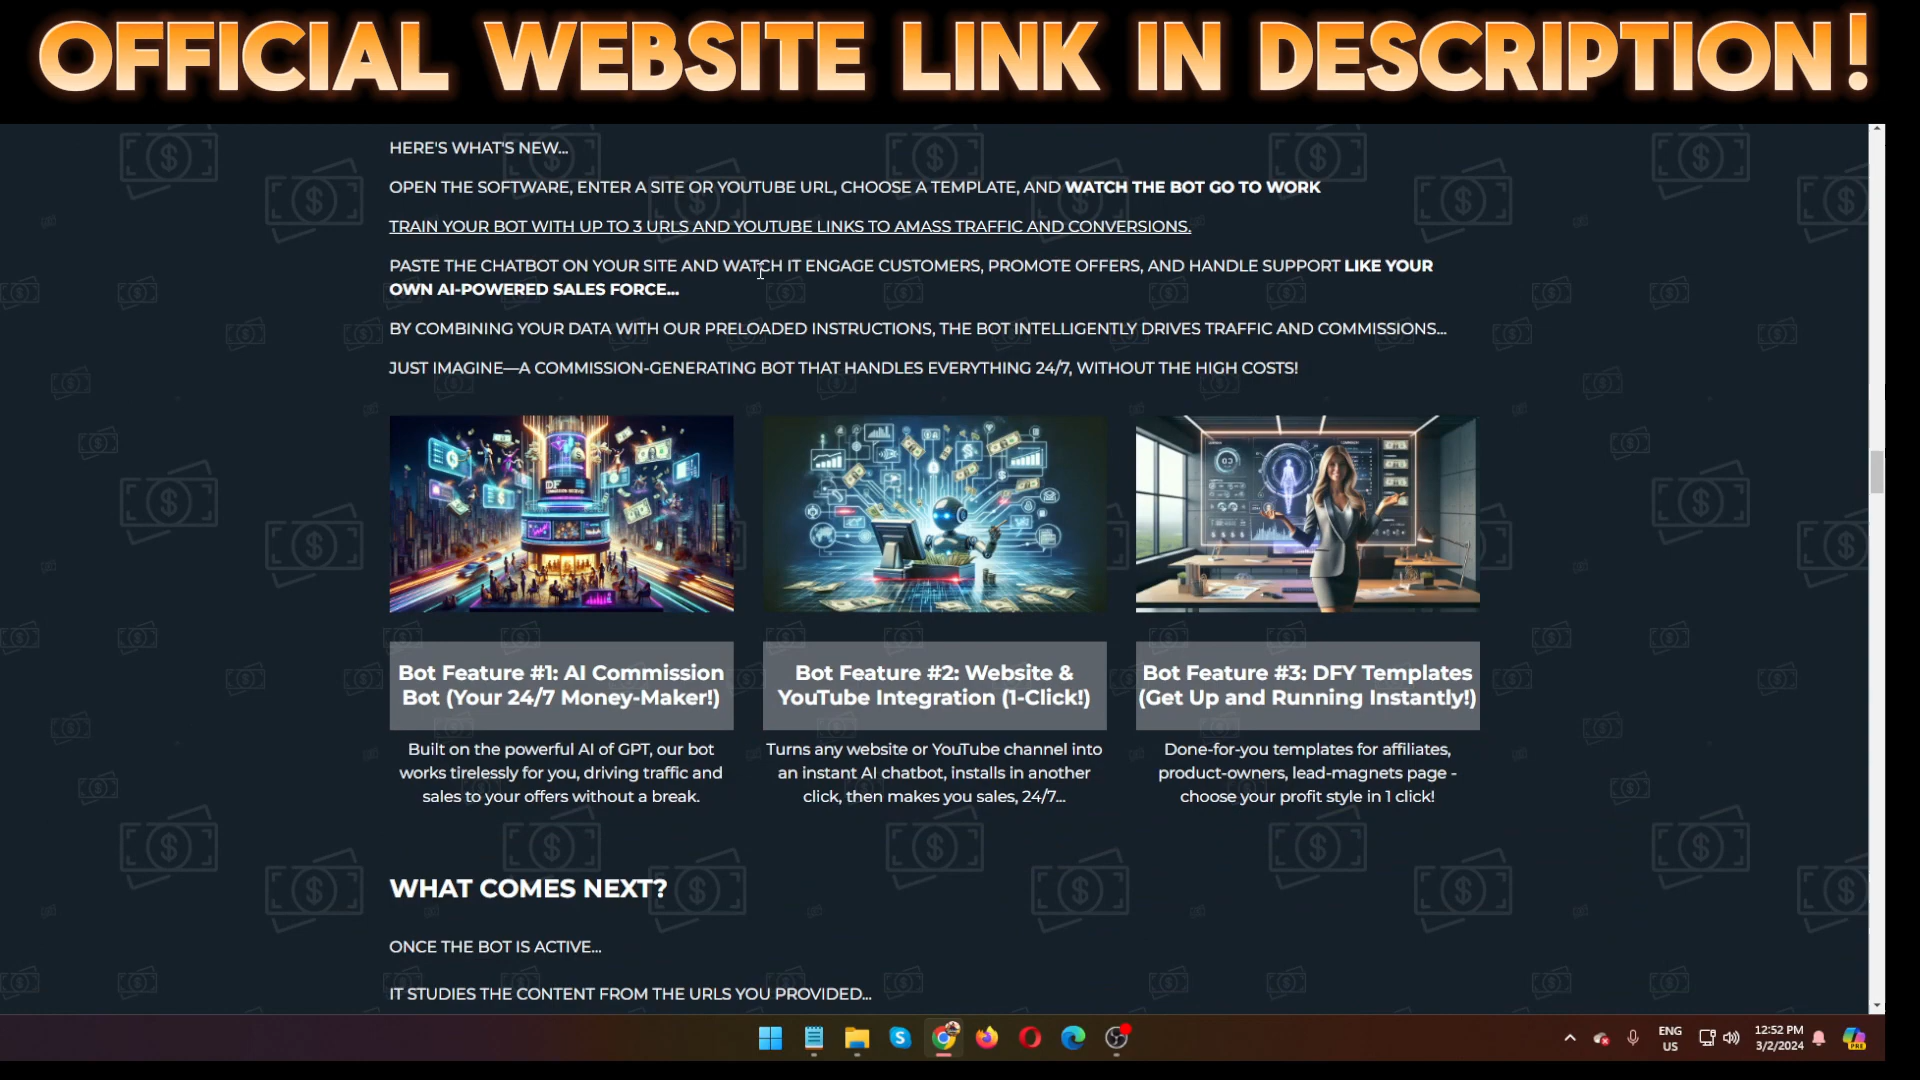 OFFICIAL WEBSITE LINK IN DESCRIPTION!
HERE'S WHAT'S NEW...
OPEN THE SOFTWARE, ENTER A SITE OR YOUTUBE URL, CHOOSE A TEMPLATE, AND WATCH THE BOT GO TO WORK
TRAIN YOUR BOT WITH UP TO 3 URLS AND YOUTUBE LINKS TO AMASS TRAFFIC AND CONVERSIONS.
PASTE THE CHATBOT ON YOUR SITE AND WATCH IT ENGAGE CUSTOMERS, PROMOTE OFFERS, AND HANDLE SUPPORT LIKE YOUR
OWN AI-POWERED SALES FORCE...
BY COMBINING YOUR DATA WITH OUR PRELOADED INSTRUCTIONS, THE BOT INTELLIGENTLY DRIVES TRAFFIC AND COMMISSIONS...
JUST IMAGINE—A COMMISSION-GENERATING BOT THAT HANDLES EVERYTHING 24/7, WITHOUT THE HIGH COSTS!
Bot Feature #1: AI Commission
Bot (Your 24/7 Money-Maker!)
Built on the powerful AI of GPT, our bot
works tirelessly for you, driving traffic and
sales to your offers without a break.
Bot Feature #2: Website &
YouTube Integration (1-Click!)
Turns any website or YouTube channel into
an instant AI chatbot, installs in another
click, then makes you sales, 24/7...
Bot Feature #3: DFY Templates
(Get Up and Running Instantly!)
Done-for-you templates for affiliates,
product-owners, lead-magnets page -
choose your profit style in 1 click!
WHAT COMES NEXT?
ONCE THE BOT IS ACTIVE...
IT STUDIES THE CONTENT FROM THE URLS YOU PROVIDED...
ENG
US
12:52 PM
3/2/2024